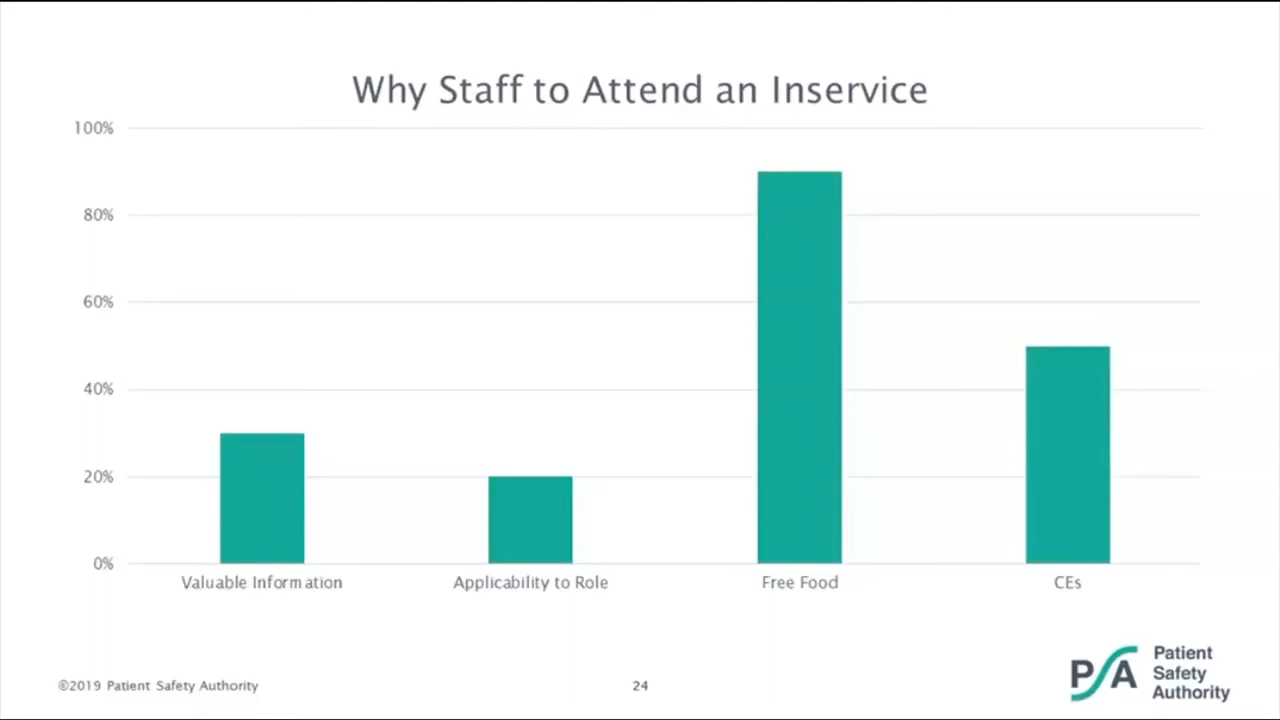 Why Staff to Attend an Inservice
100%
80%
60%
40%
20%
0%
Valuable Information
Applicability to Role
Free Food
CEs
©2019 Patient Safety Authority
24
PSA
Patient
Safety
Authority